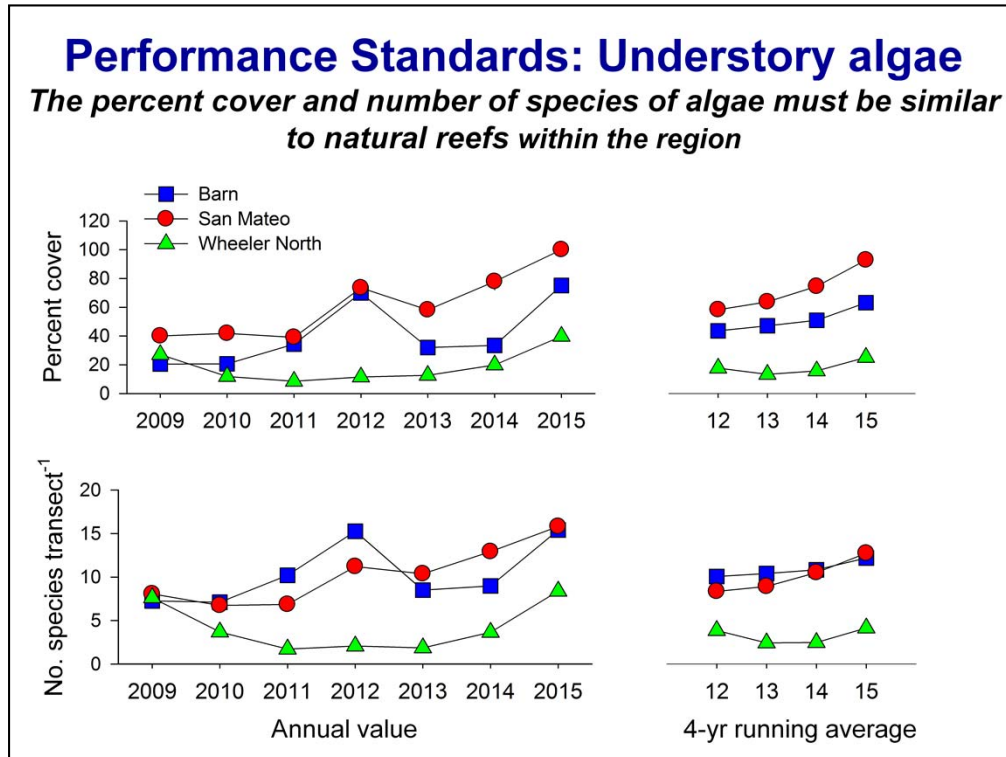 Performance Standards: Understory algae
The percent cover and number of species of algae must be similar
to natural reefs within the region
Barn
San Mateo
Wheeler North
Percent cover
120
100
80
60
40
20
0
2009 2010 2011 2012 2013 2014 2015
12 13 14 15
No. species transect⁻¹
20
15
10
5
0
2009 2010 2011 2012 2013 2014 2015
12 13 14 15
Annual value
4-yr running average